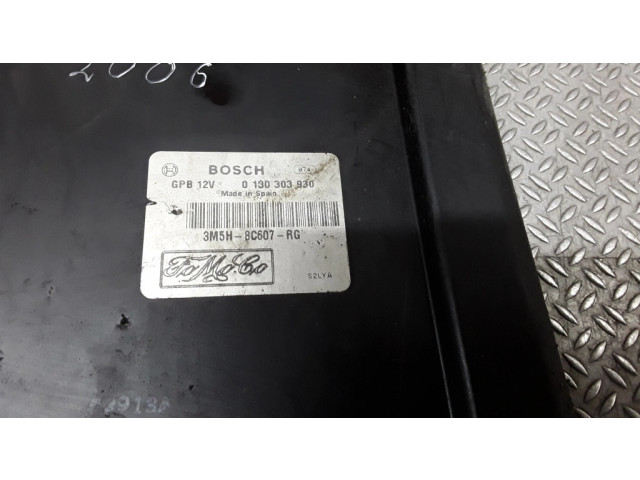 2006
BOSCH
GPB 12V 0 130 303 930
Made in Spain
3M5H-8C607-RG
FoMoCo
S2LYA